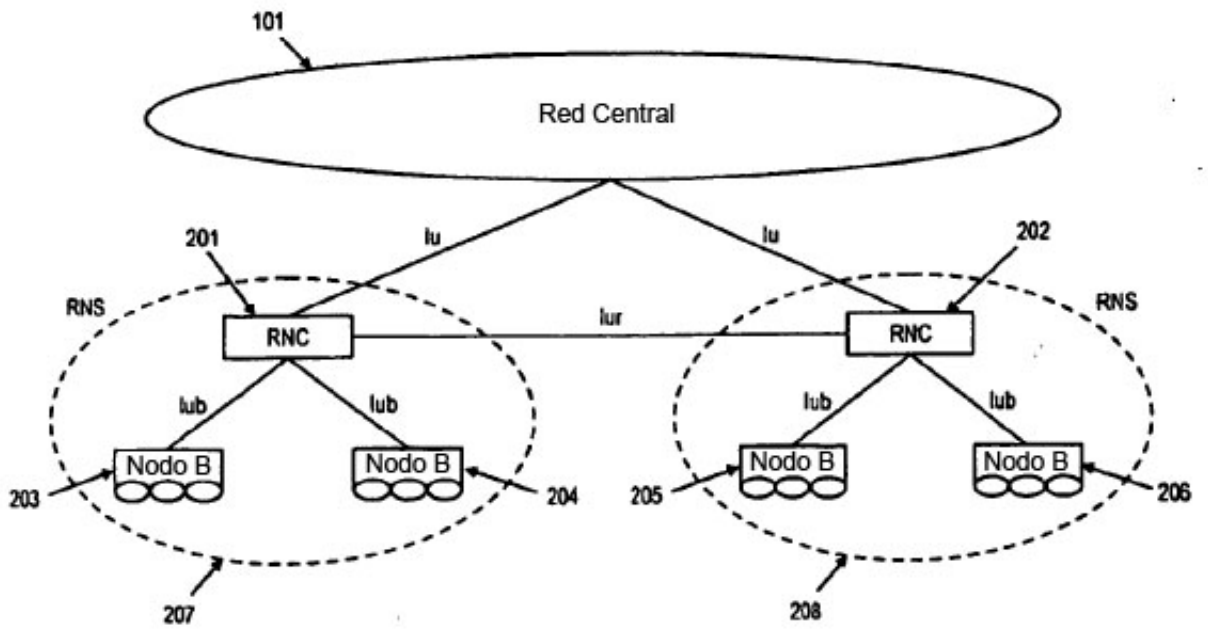 101
Red Central
201
Iu
Iu
202
RNS
RNS
RNC
Iur
RNC
Iub
Iub
Iub
Iub
Nodo B
Nodo B
Nodo B
Nodo B
203
204
205
206
207
208